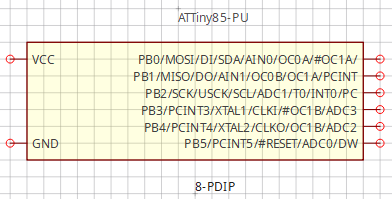 ATTiny85-PU
VCC PB0/MOSI/DI/SDA/AIN0/OC0A/#OC1A/
PB1/MISO/DO/AIN1/OC0B/OC1A/PCINT
PB2/SCK/USCK/SCL/ADC1/T0/INT0/PC
PB3/PCINT3/XTAL1/CLKI/#OC1B/ADC3
PB4/PCINT4/XTAL2/CLKO/OC1B/ADC2
GND PB5/PCINT5/#RESET/ADC0/DW
8-PDIP